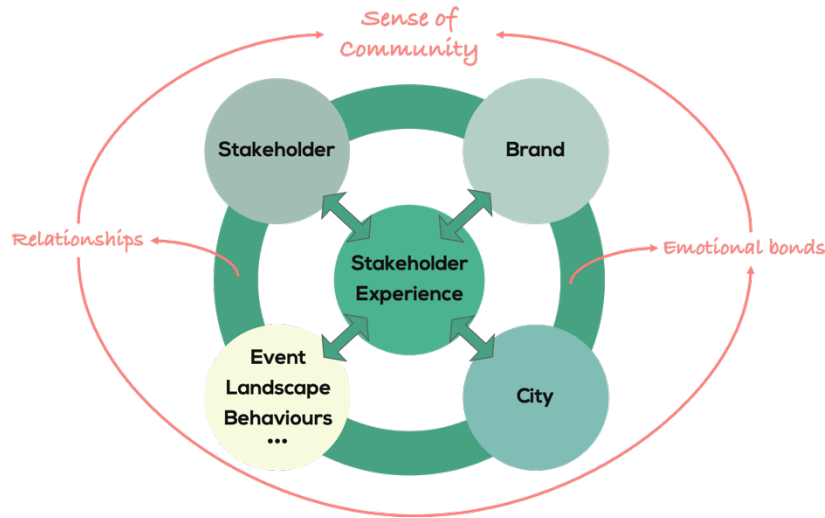 Sense of
Community
Stakeholder
Brand
Relationships
Stakeholder
Experience
Emotional bonds
Event
Landscape
Behaviours
...
City